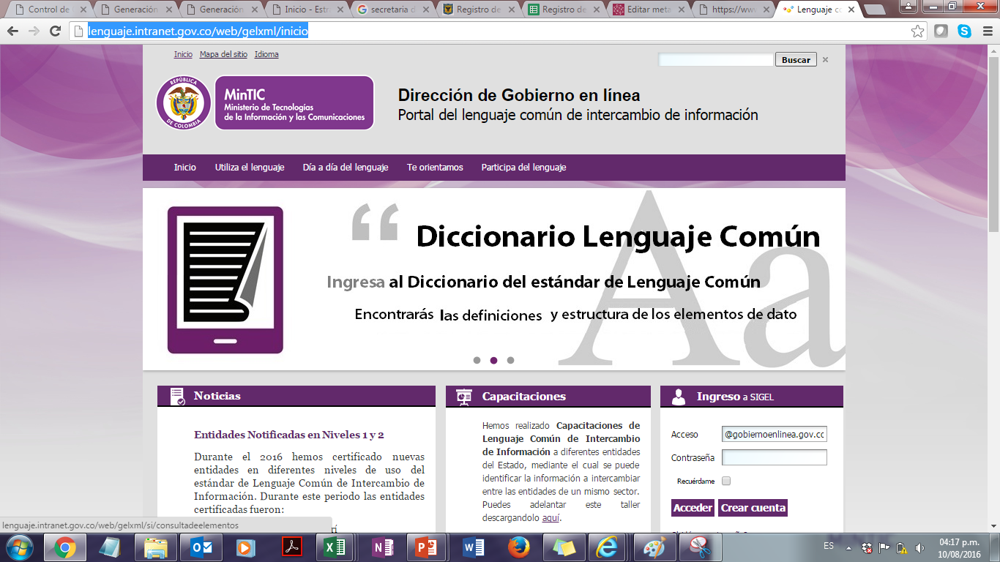 Control de
Generación
Generación
Inicio - Estra
secretaria d
Registro de
Registro de
Editar meta
https://www
Lenguaje co
lenguaje.intranet.gov.co/web/gelxml/inicio
Inicio Mapa del sitio Idioma
Buscar
REPÚBLICA DE COLOMBIA
MinTIC
Ministerio de Tecnologías
de la Información y las Comunicaciones
Dirección de Gobierno en línea
Portal del lenguaje común de intercambio de información
Inicio Utiliza el lenguaje Día a día del lenguaje Te orientamos Participa del lenguaje
“ Diccionario Lenguaje Común
Ingresa al Diccionario del estándar de Lenguaje Común
Encontrarás las definiciones y estructura de los elementos de dato
Aa
Noticias
Entidades Notificadas en Niveles 1 y 2
Durante el 2016 hemos certificado nuevas
entidades en diferentes niveles de uso del
estándar de Lenguaje Común de Intercambio de
Información. Durante este periodo las entidades
certificadas fueron:
Capacitaciones
Hemos realizado Capacitaciones de
Lenguaje Común de Intercambio
de Información a diferentes entidades
del Estado, mediante el cual se puede
identificar la información a intercambiar
entre las entidades de un mismo sector.
Puedes adelantar este taller
descargandolo aquí.
Ingreso a SIGEL
Acceso @gobiernoenlinea.gov.cc
Contraseña
Recuérdame
Acceder Crear cuenta
lenguaje.intranet.gov.co/web/gelxml/si/consultadeelementos
ES
04:17 p.m.
10/08/2016